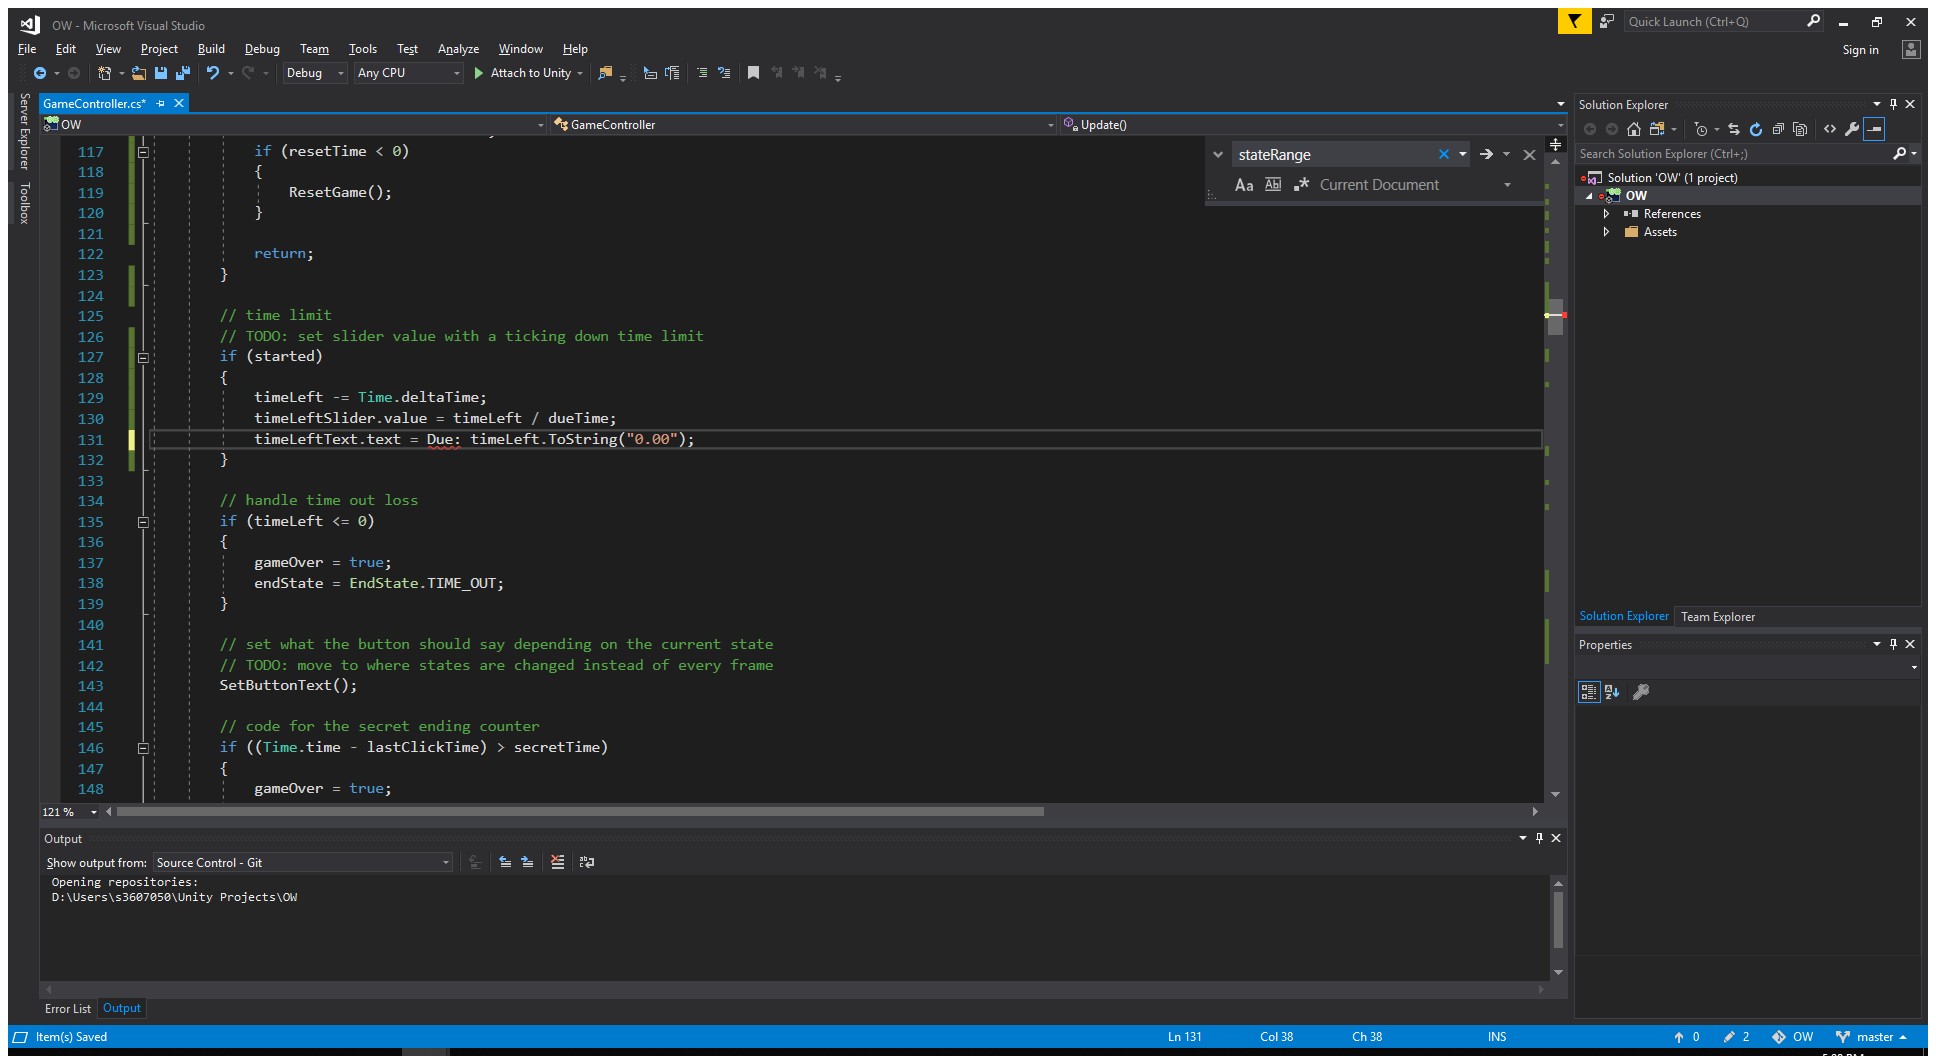 OW - Microsoft Visual Studio
Quick Launch (Ctrl+Q)
File Edit View Project Build Debug Team Tools Test Analyze Window Help
Sign in
Debug Any CPU Attach to Unity
Server Explorer
Toolbox
GameController.cs*
OW GameController Update()
stateRange
Aa Abl Current Document
117 if (resetTime < 0)
118 {
119 ResetGame();
120 }
121
122 return;
123 }
124
125 // time limit
126 // TODO: set slider value with a ticking down time limit
127 if (started)
128 {
129 timeLeft -= Time.deltaTime;
130 timeLeftSlider.value = timeLeft / dueTime;
131 timeLeftText.text = Due: timeLeft.ToString("0.00");
132 }
133
134 // handle time out loss
135 if (timeLeft <= 0)
136 {
137 gameOver = true;
138 endState = EndState.TIME_OUT;
139 }
140
141 // set what the button should say depending on the current state
142 // TODO: move to where states are changed instead of every frame
143 SetButtonText();
144
145 // code for the secret ending counter
146 if ((Time.time - lastClickTime) > secretTime)
147 {
148 gameOver = true;
121 %
Output
Show output from: Source Control - Git
Opening repositories:
D:\Users\s3607050\Unity Projects\OW
Error List Output
Solution Explorer
Search Solution Explorer (Ctrl+;)
Solution 'OW' (1 project)
OW
References
Assets
Solution Explorer Team Explorer
Properties
Item(s) Saved
Ln 131 Col 38 Ch 38 INS
0 2 OW master